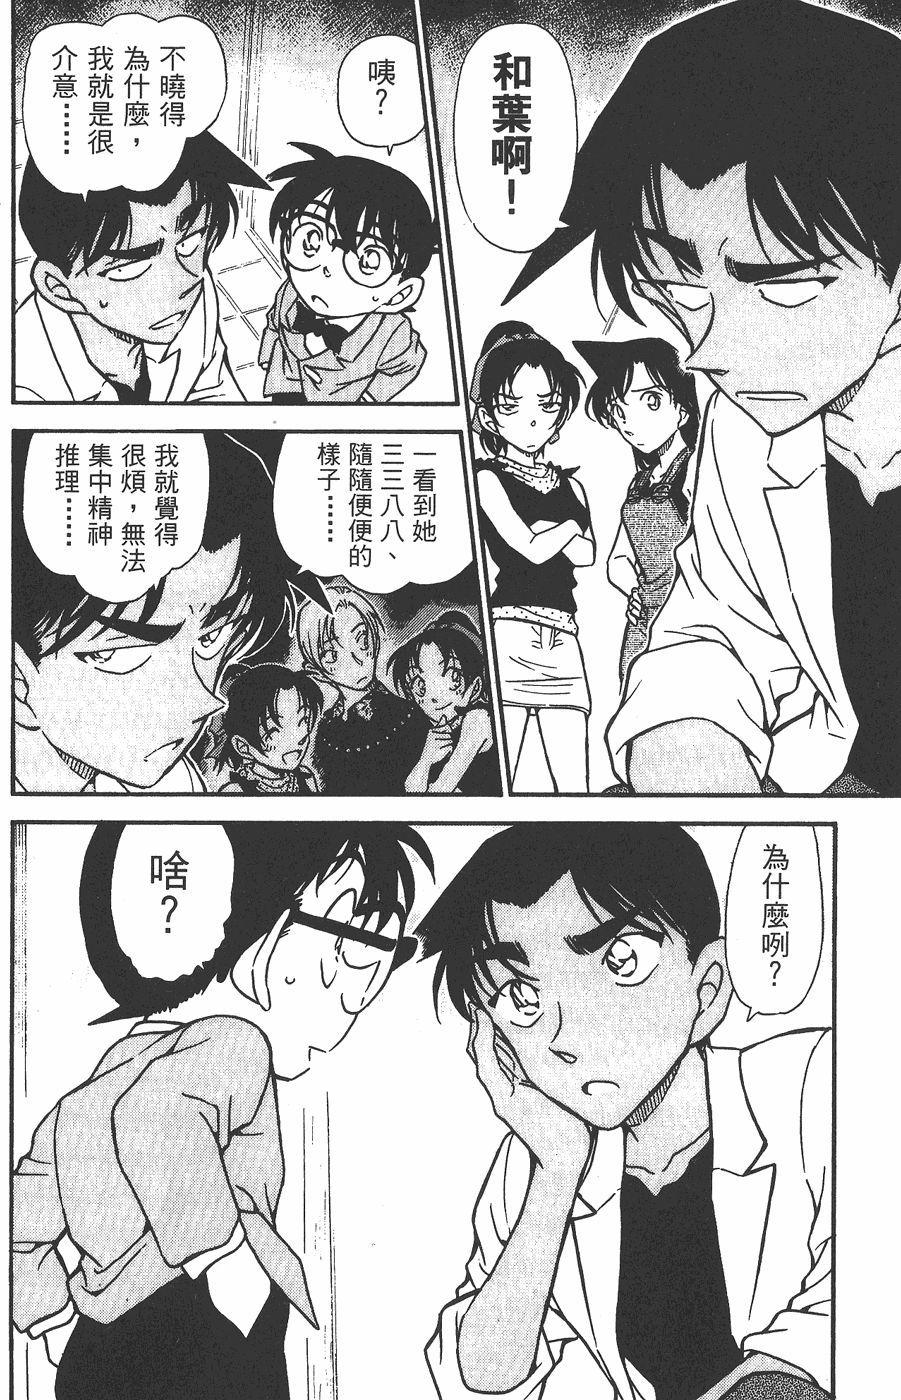 和葉啊！
咦？
不曉得
為什麼，
我就是很
介意……
一看到她
三三八八、
隨隨便便的
樣子……
我就覺得
很煩，無法
集中精神
推理……
為什麼咧？
啥？